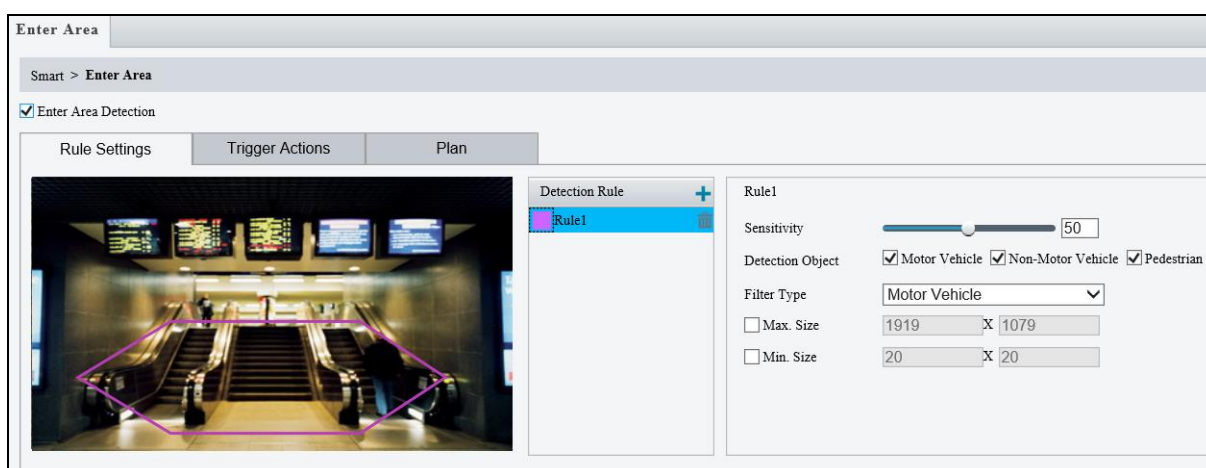 Enter Area
Smart > Enter Area
Enter Area Detection
Rule Settings Trigger Actions Plan
Detection Rule
Rule1
Rule1
Sensitivity 50
Detection Object Motor Vehicle Non-Motor Vehicle Pedestrian
Filter Type Motor Vehicle
Max. Size 1919 X 1079
Min. Size 20 X 20